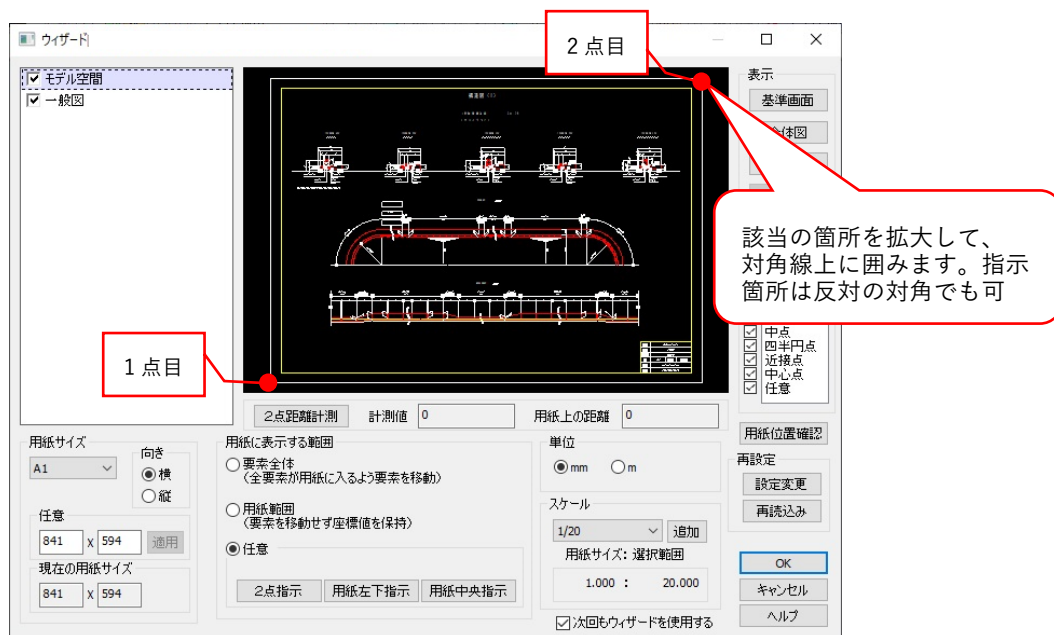 ウィザード
2点目
モデル空間
一般図
表示
基準画面
全体図
構造図
該当の箇所を拡大して、
対角線上に囲みます。指示
箇所は反対の対角でも可
中点
四半円点
近接点
中心点
任意
1点目
2点距離計測
計測値
0
用紙上の距離
0
用紙位置確認
用紙サイズ
A1
向き
横
縦
任意
841 x 594
適用
現在の用紙サイズ
841 x 594
用紙に表示する範囲
要素全体
(全要素が用紙に入るよう要素を移動)
用紙範囲
(要素を移動せず座標値を保持)
任意
2点指示
用紙左下指示
用紙中央指示
単位
mm
m
スケール
1/20
追加
用紙サイズ: 選択範囲
1.000 : 20.000
次回もウィザードを使用する
再設定
設定変更
再読込み
OK
キャンセル
ヘルプ